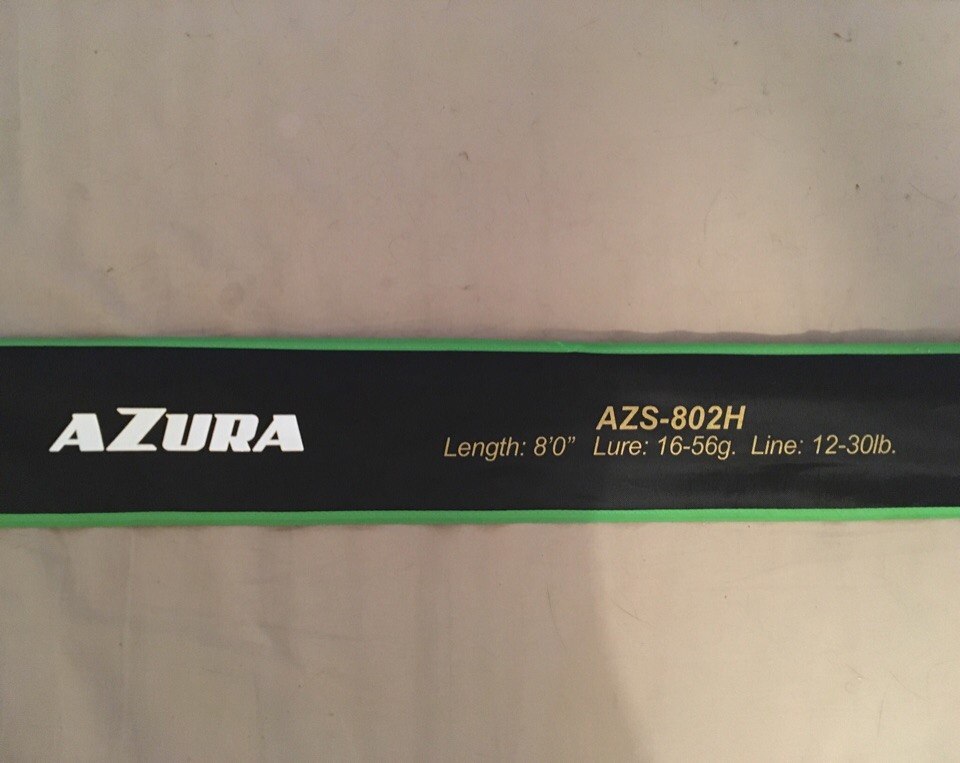 AZURA
AZS-802H
Length: 8’0” Lure: 16-56g. Line: 12-30lb.